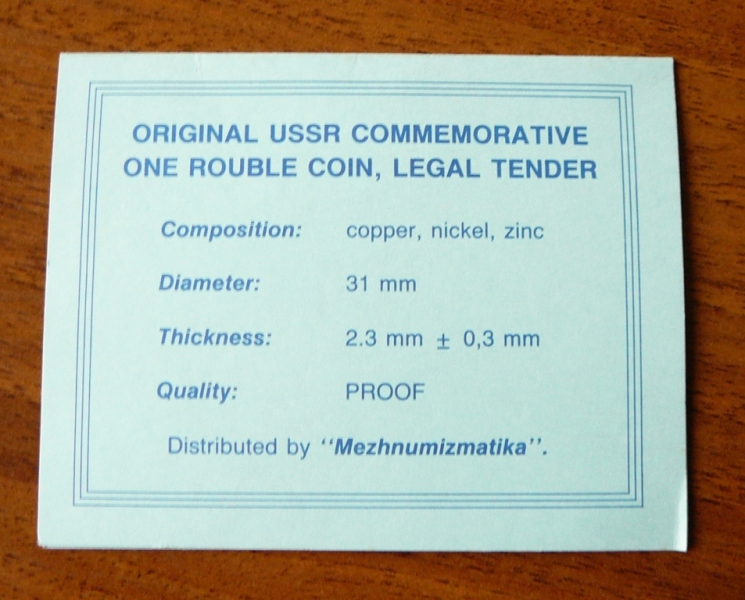 ORIGINAL USSR COMMEMORATIVE
ONE ROUBLE COIN, LEGAL TENDER
Composition: copper, nickel, zinc
Diameter: 31 mm
Thickness: 2.3 mm ± 0,3 mm
Quality: PROOF
Distributed by ‘‘Mezhnumizmatika’’.